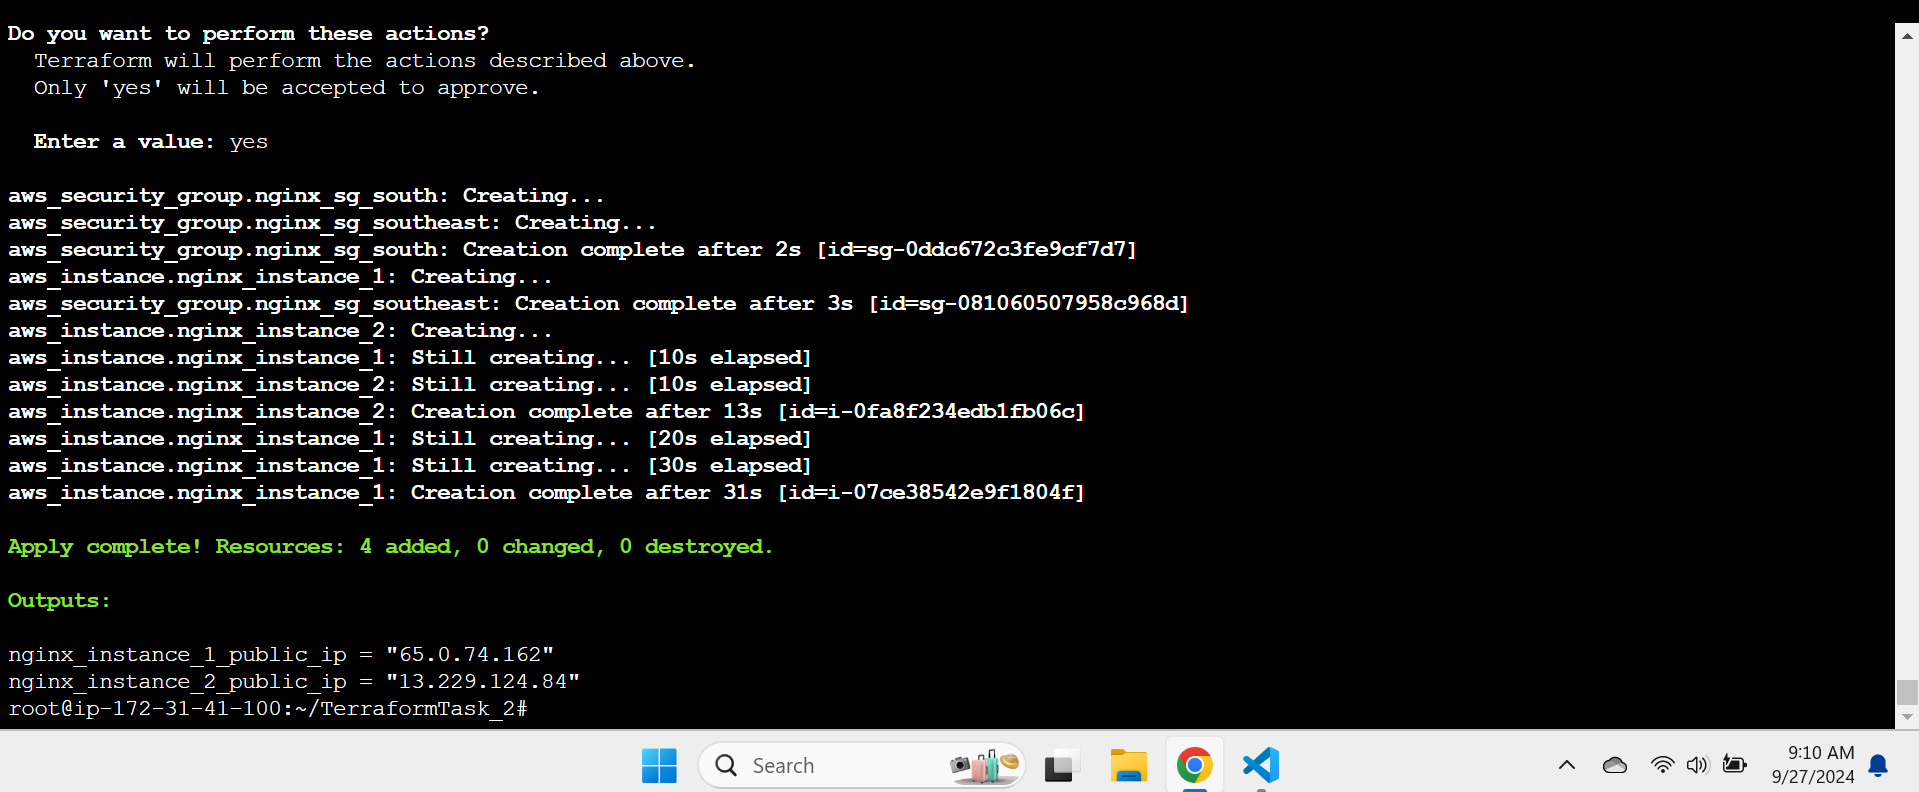 Do you want to perform these actions?
Terraform will perform the actions described above.
Only 'yes' will be accepted to approve.
Enter a value: yes
aws_security_group.nginx_sg_south: Creating...
aws_security_group.nginx_sg_southeast: Creating...
aws_security_group.nginx_sg_south: Creation complete after 2s [id=sg-0ddc672c3fe9cf7d7]
aws_instance.nginx_instance_1: Creating...
aws_security_group.nginx_sg_southeast: Creation complete after 3s [id=sg-081060507958c968d]
aws_instance.nginx_instance_2: Creating...
aws_instance.nginx_instance_1: Still creating... [10s elapsed]
aws_instance.nginx_instance_2: Still creating... [10s elapsed]
aws_instance.nginx_instance_2: Creation complete after 13s [id=i-0fa8f234edb1fb06c]
aws_instance.nginx_instance_1: Still creating... [20s elapsed]
aws_instance.nginx_instance_1: Still creating... [30s elapsed]
aws_instance.nginx_instance_1: Creation complete after 31s [id=i-07ce38542e9f1804f]
Apply complete! Resources: 4 added, 0 changed, 0 destroyed.
Outputs:
nginx_instance_1_public_ip = "65.0.74.162"
nginx_instance_2_public_ip = "13.229.124.84"
root@ip-172-31-41-100:~/TerraformTask_2#
Search
9:10 AM
9/27/2024